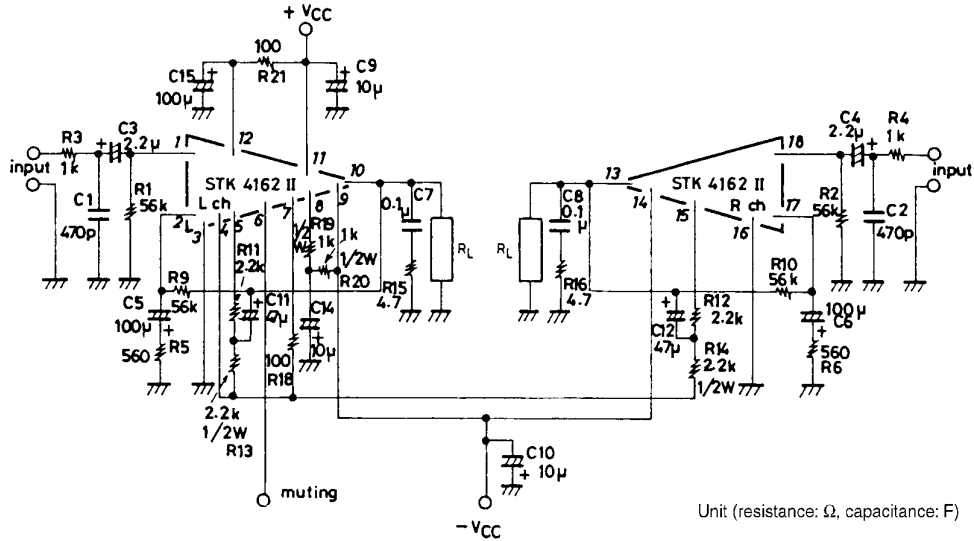 + VCC
100
R21
C15 +
100μ
+ C9
10μ
R3
1k
C3
+
2.2μ
1
12
11
10
input
C1
470p
R1
56k
STK 4162 II
L ch
2
3
4
5
6
7
8
9
R11
2.2k
1/2
W
R19
1k
1k
1/2W
R20
0.1μ
C7
RL
R15
4.7
R9
56k
C5
100μ
+
560
R5
+
C11
47μ
100
R18
C14
+
10μ
2.2k
1/2W
R13
muting
13
14
15
16
17
18
STK 4162 II
R ch
RL
C8
0.1
μ
R16
4.7
C4
2.2μ
+
R4
1k
input
R2
56k
C2
470p
R10
56k
+
C12
47μ
R12
2.2k
R14
2.2k
1/2W
100μ
C6
+
560
R6
C10
+ 10μ
− VCC
Unit (resistance: Ω, capacitance: F)